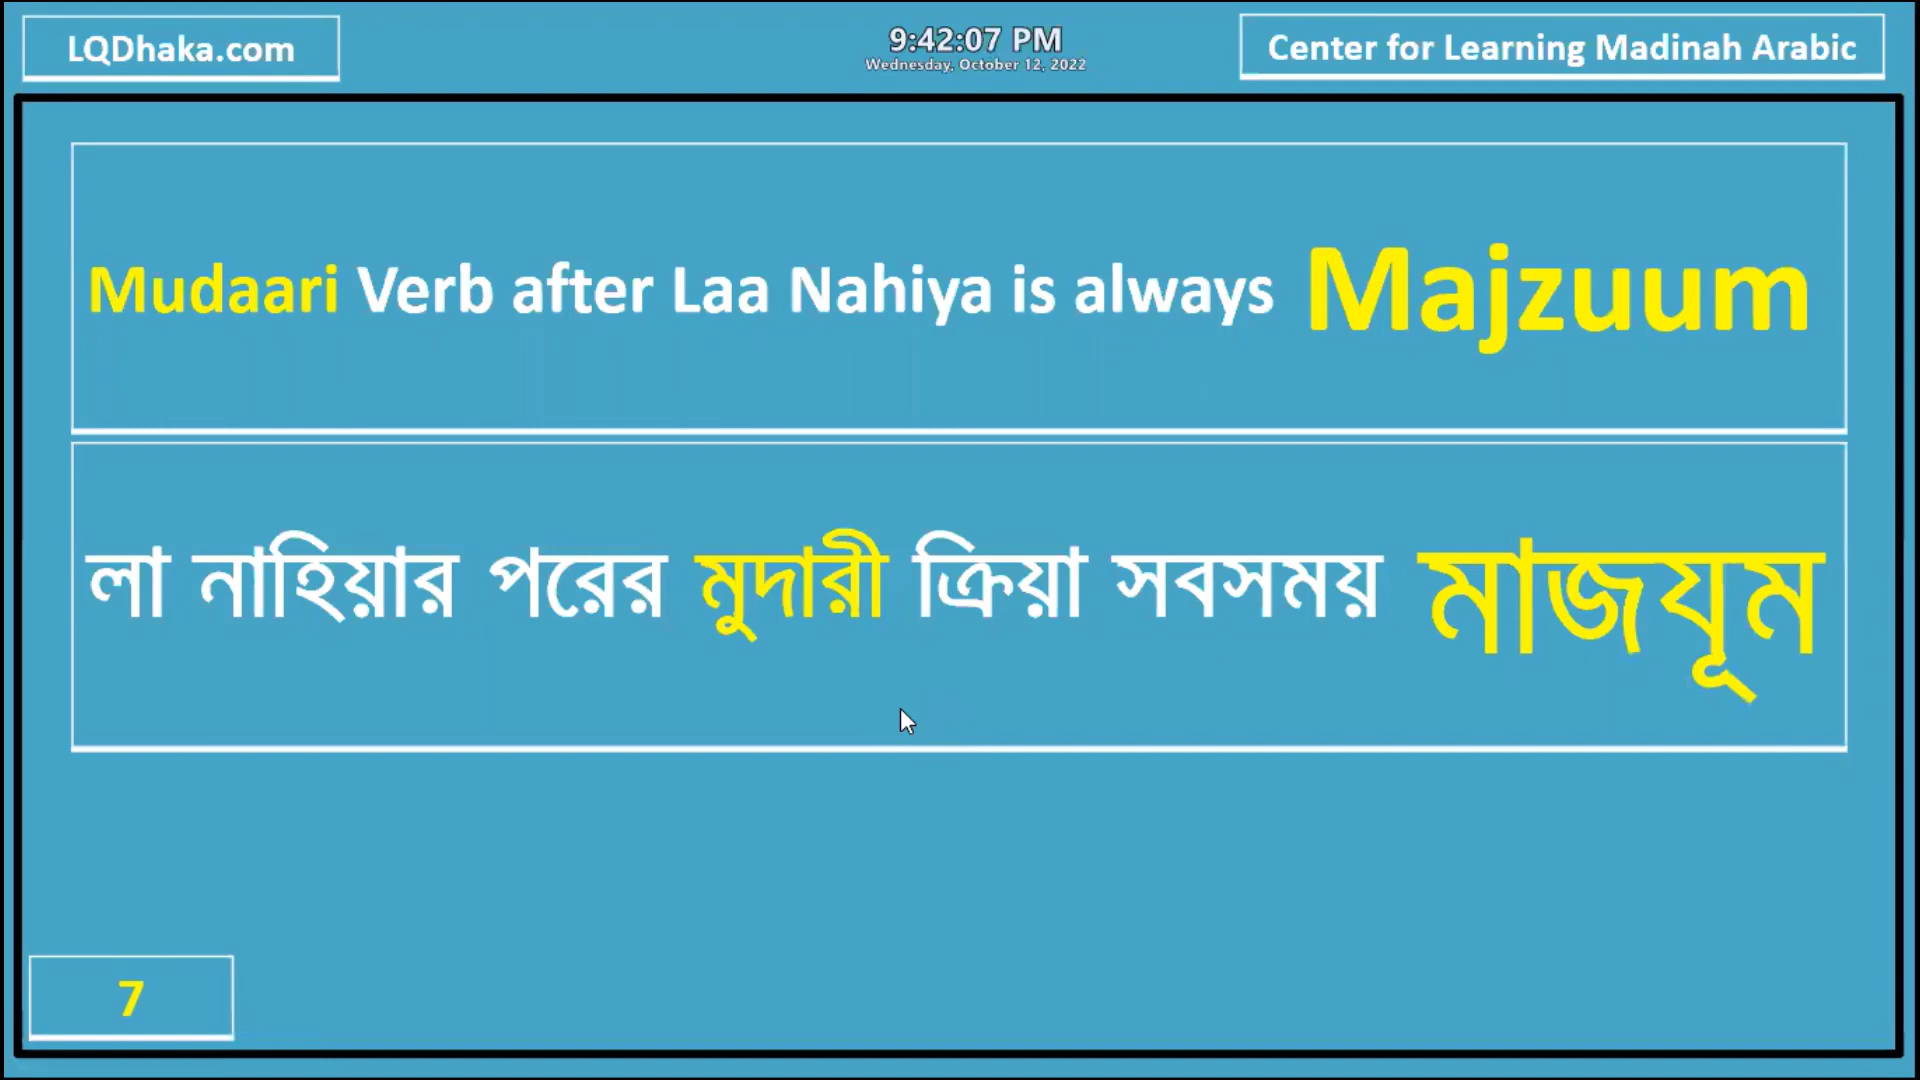 LQDhaka.com
9:42:07 PM
Wednesday, October 12, 2022
Center for Learning Madinah Arabic
Mudaari Verb after Laa Nahiya is always Majzuum
লা নাহিয়ার পরের মুদারী ক্রিয়া সবসময় মাজযূম
7